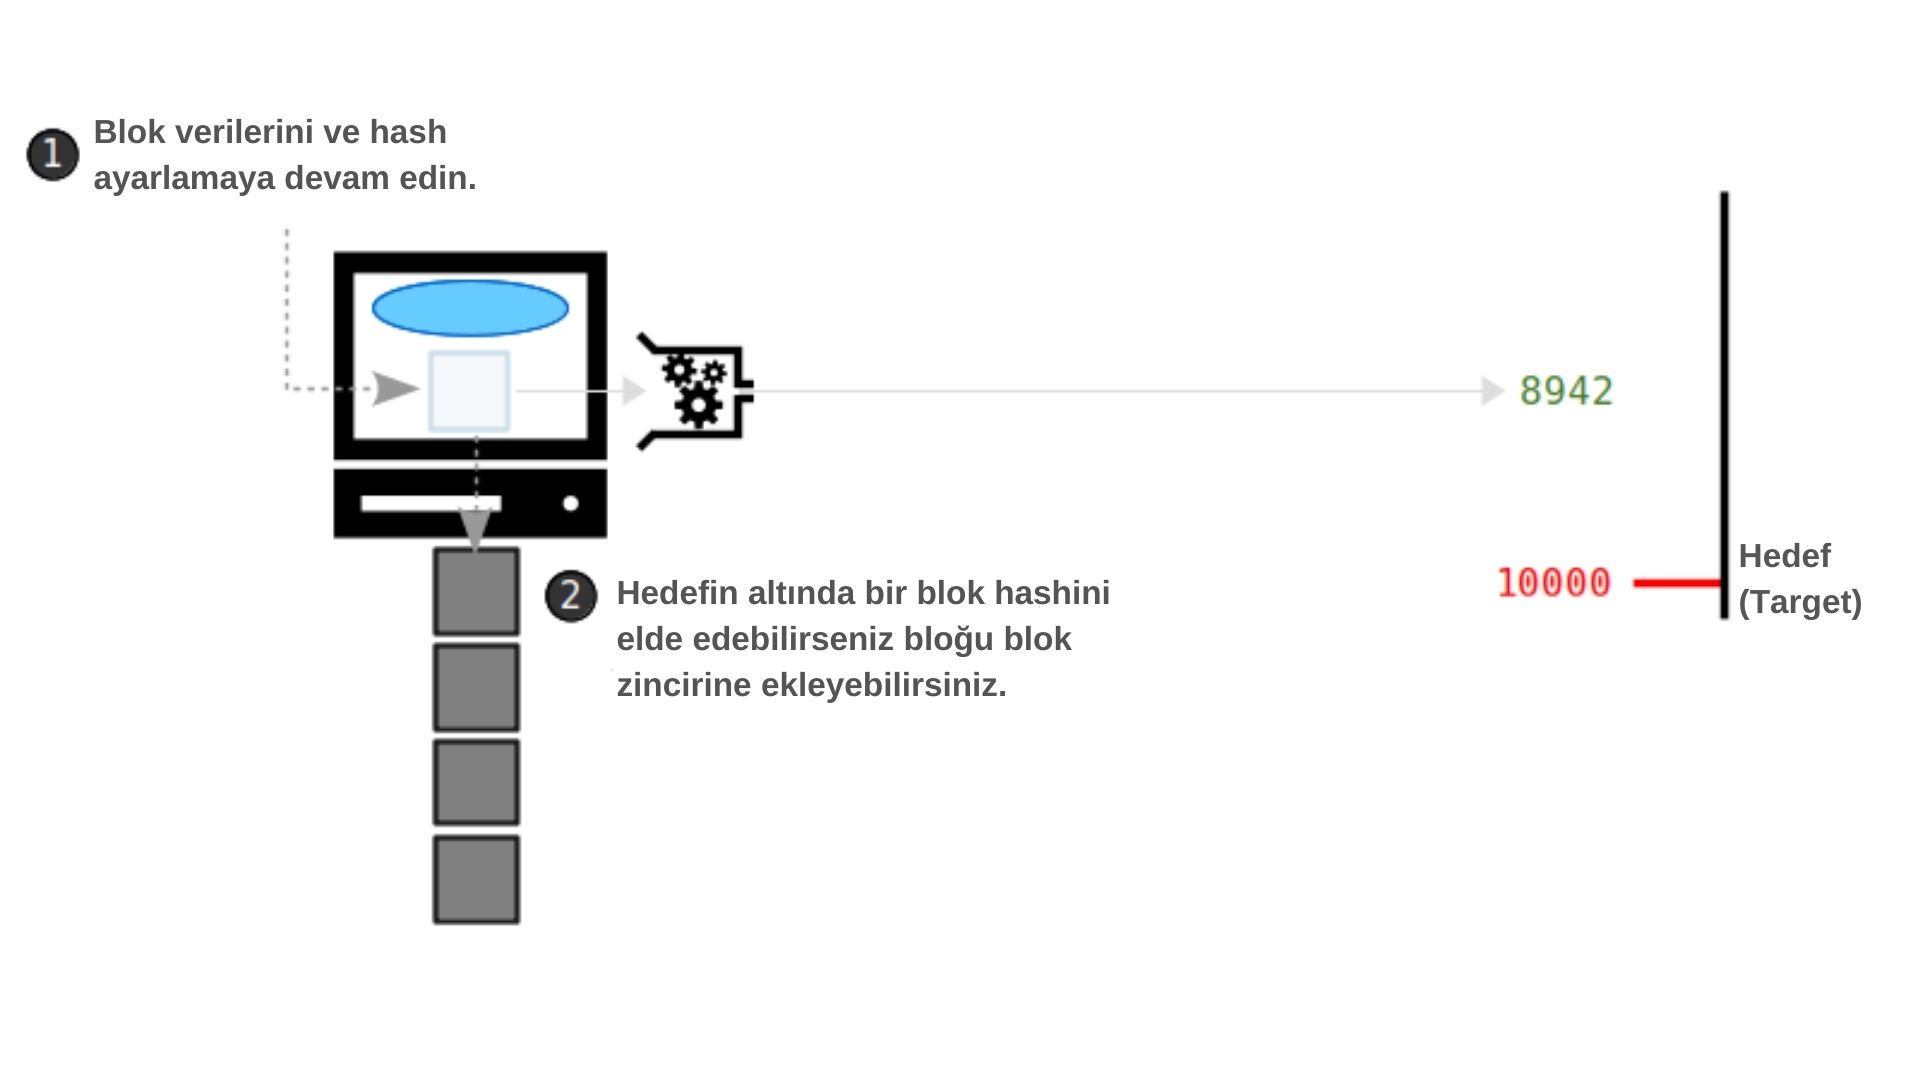 1
Blok verilerini ve hash
ayarlamaya devam edin.
8942
10000
Hedef
(Target)
2
Hedefin altında bir blok hashini
elde edebilirseniz bloğu blok
zincirine ekleyebilirsiniz.